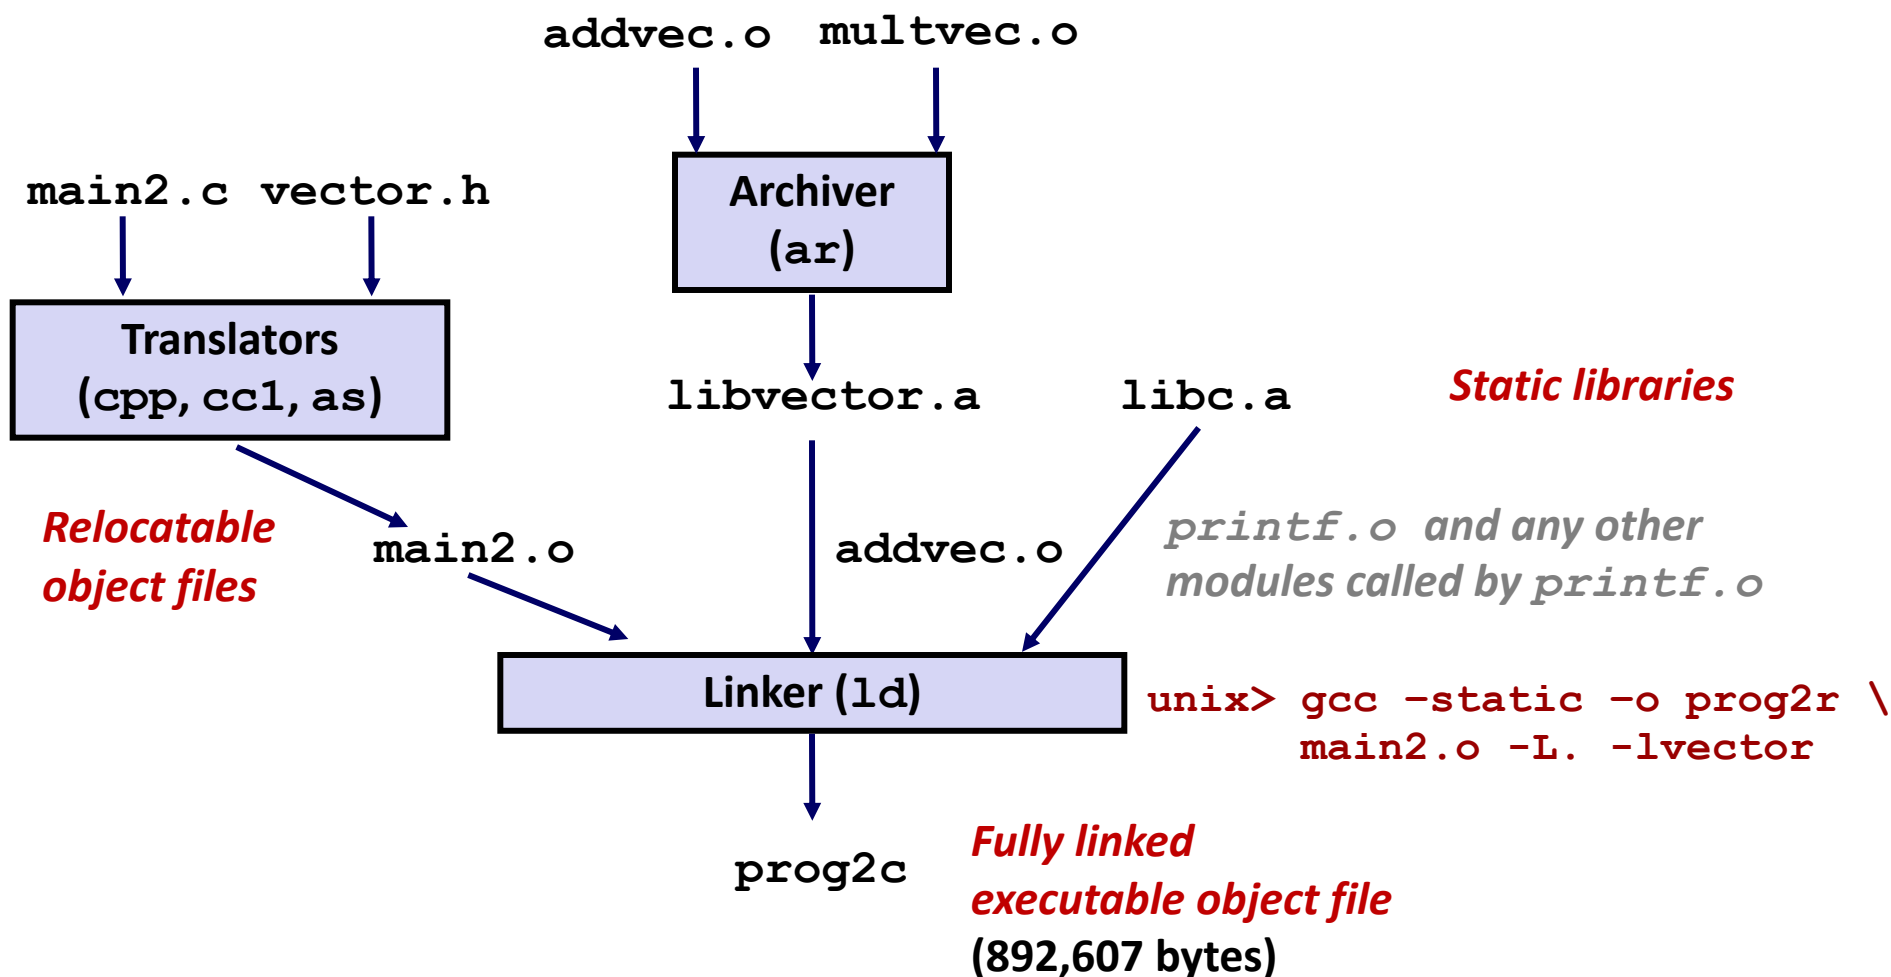 addvec.o multvec.o
main2.c vector.h
Archiver
(ar)
Translators
(cpp, cc1, as)
libvector.a
libc.a
Static libraries
Relocatable
object files
main2.o
addvec.o
printf.o and any other
modules called by printf.o
Linker (ld)
unix> gcc –static –o prog2r \
main2.o -L. -lvector
prog2c
Fully linked
executable object file
(892,607 bytes)